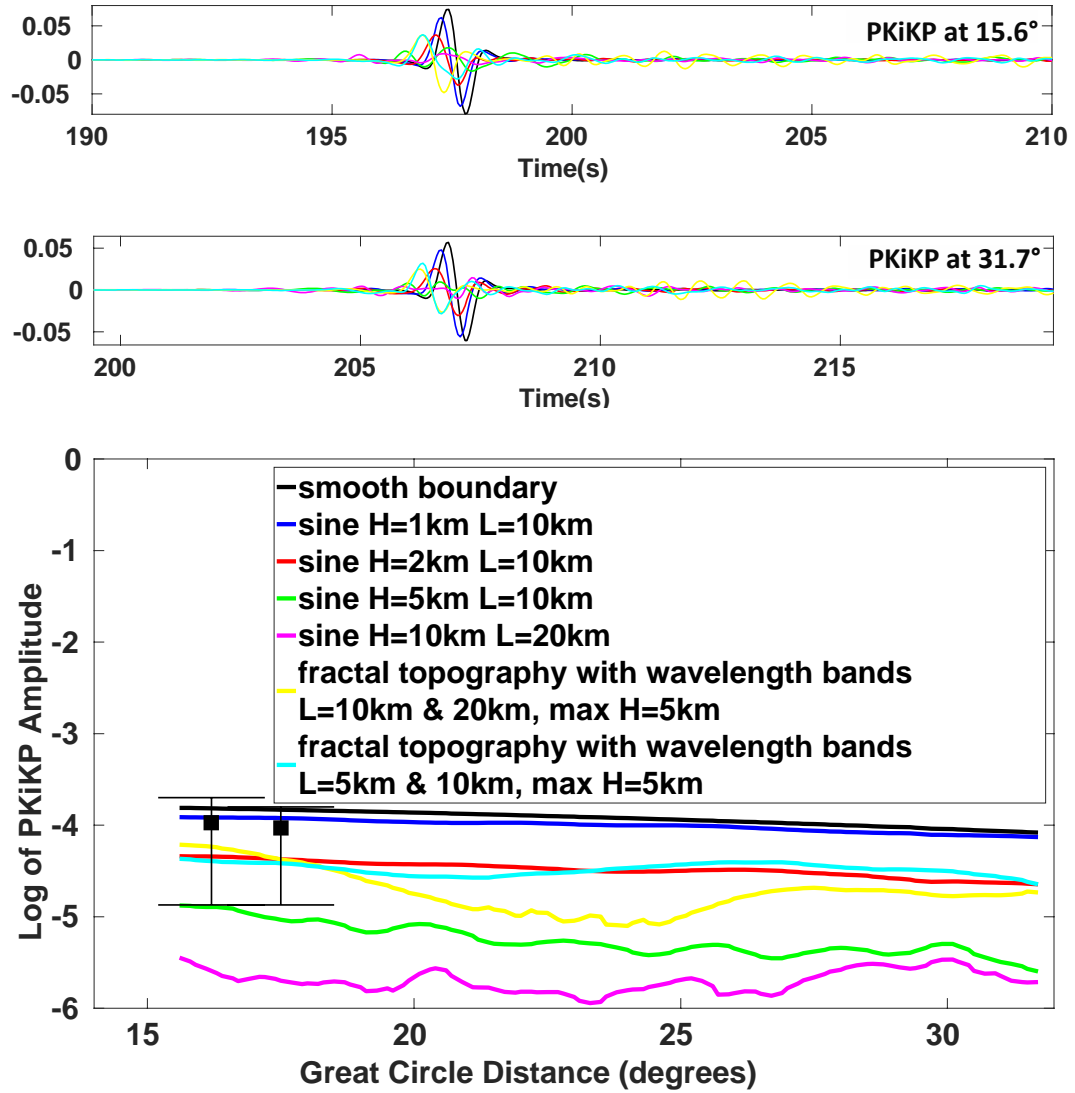 0.05
PKiKP at 15.6°
0
-0.05
190 195 200 205 210
Time(s)
0.05
PKiKP at 31.7°
0
-0.05
200 205 210 215
Time(s)
Log of PKiKP Amplitude
0
-1
-2
-3
-4
-5
-6
smooth boundary
sine H=1km L=10km
sine H=2km L=10km
sine H=5km L=10km
sine H=10km L=20km
fractal topography with wavelength bands
L=10km & 20km, max H=5km
fractal topography with wavelength bands
L=5km & 10km, max H=5km
15 20 25 30
Great Circle Distance (degrees)